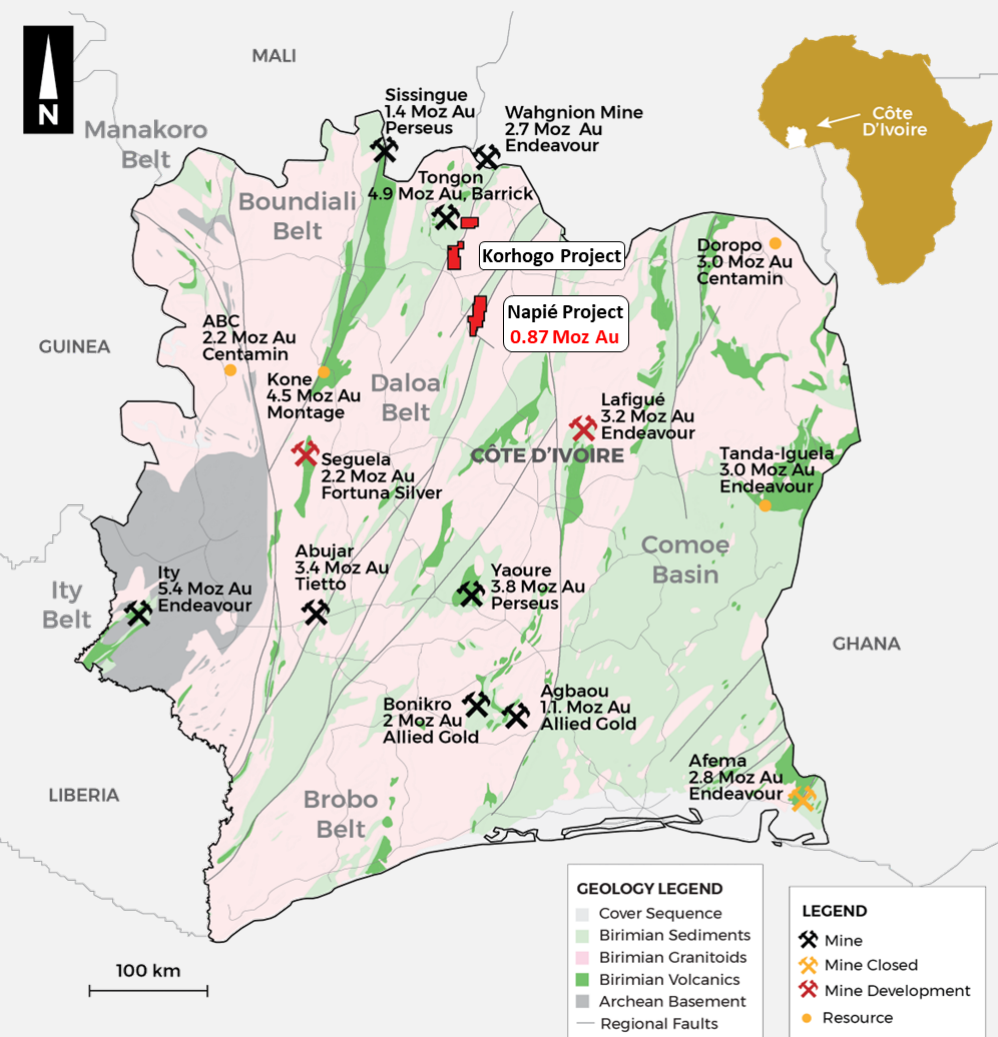 N
MALI
Manakoro
Belt
Sissingue
1.4 Moz Au
Perseus
Wahgnion Mine
2.7 Moz Au
Endeavour
Côte
D'Ivoire
Tongon
4.9 Moz Au, Barrick
Boundiali
Belt
Korhogo Project
Doropo
3.0 Moz Au
Centamin
Napié Project
0.87 Moz Au
GUINEA
ABC
2.2 Moz Au
Centamin
Kone
4.5 Moz Au
Montage
Daloa
Belt
Lafigué
3.2 Moz Au
Endeavour
CÔTE D'IVOIRE
Seguela
2.2 Moz Au
Fortuna Silver
Tanda-Iguela
3.0 Moz Au
Endeavour
Comoe
Basin
Abujar
3.4 Moz Au
Tietto
Ity
5.4 Moz Au
Endeavour
Ity
Belt
Yaoure
3.8 Moz Au
Perseus
GHANA
Bonikro
2 Moz Au
Allied Gold
Agbaou
1.1. Moz Au
Allied Gold
Afema
2.8 Moz Au
Endeavour
LIBERIA
Brobo
Belt
100 km
GEOLOGY LEGEND
Cover Sequence
Birimian Sediments
Birimian Granitoids
Birimian Volcanics
Archean Basement
Regional Faults
LEGEND
Mine
Mine Closed
Mine Development
Resource